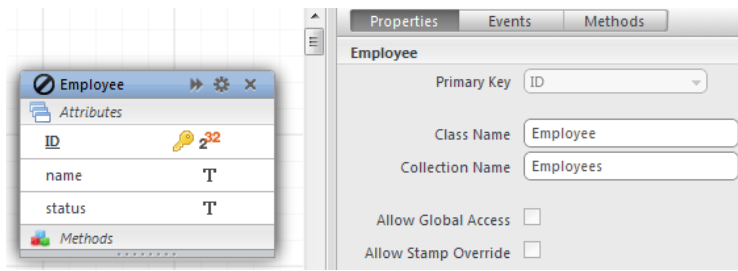 Properties Events Methods
Employee
Primary Key ID
Class Name Employee
Collection Name Employees
Allow Global Access
Allow Stamp Override
Employee
Attributes
ID 2³²
name T
status T
Methods